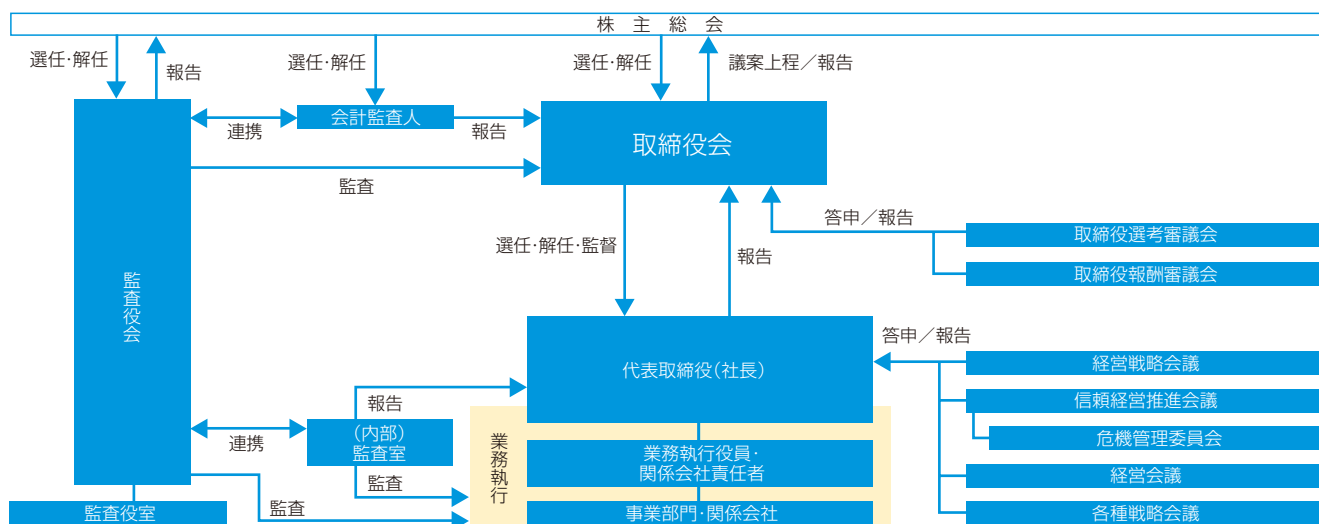 株主総会
選任・解任
報告
選任・解任
選任・解任
議案上程／報告
会計監査人
連携
報告
取締役会
監査
答申／報告
取締役選考審議会
選任・解任・監督
報告
取締役報酬審議会
監査役会
答申／報告
代表取締役（社長）
経営戦略会議
報告
信頼経営推進会議
連携
（内部）
監査室
業務執行
業務執行役員・
関係会社責任者
危機管理委員会
経営会議
監査
監査役室
監査
事業部門・関係会社
各種戦略会議